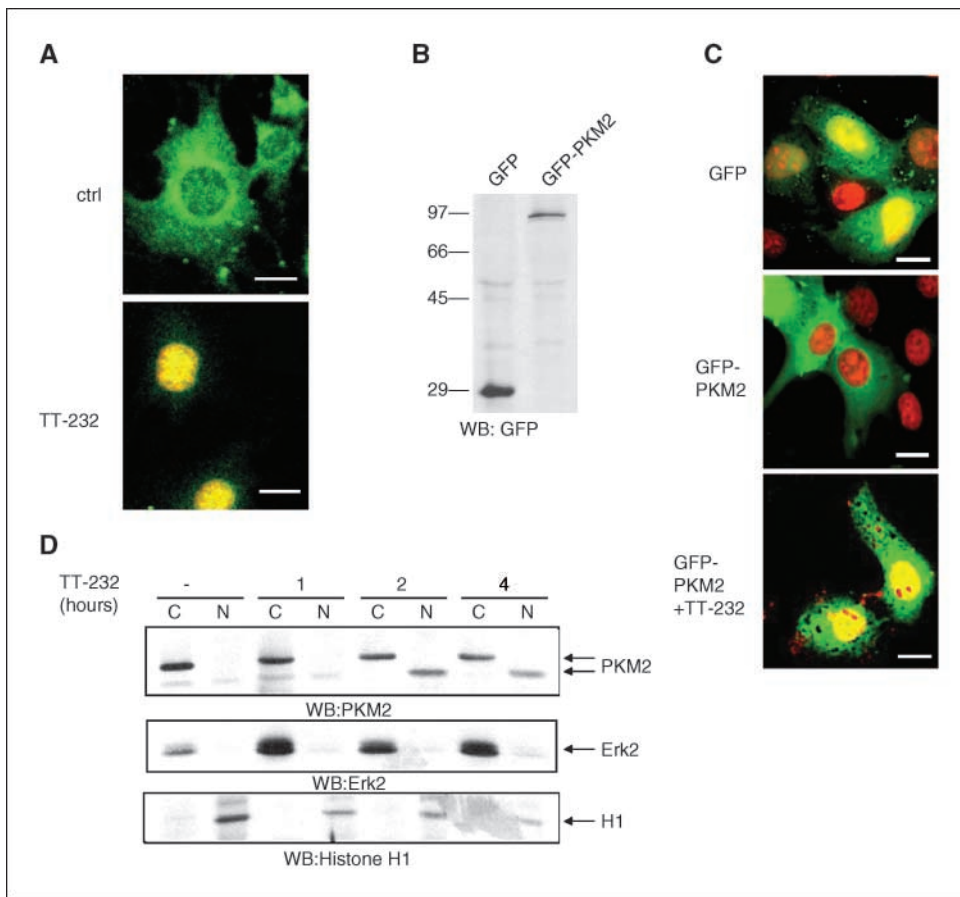 A
ctrl
TT-232
B
GFP
GFP-PKM2
97
66
45
29
WB: GFP
C
GFP
GFP-
PKM2
GFP-
PKM2
+TT-232
D
TT-232
(hours)
- 1 2 4
C N C N C N C N
PKM2
WB:PKM2
Erk2
WB:Erk2
H1
WB:Histone H1